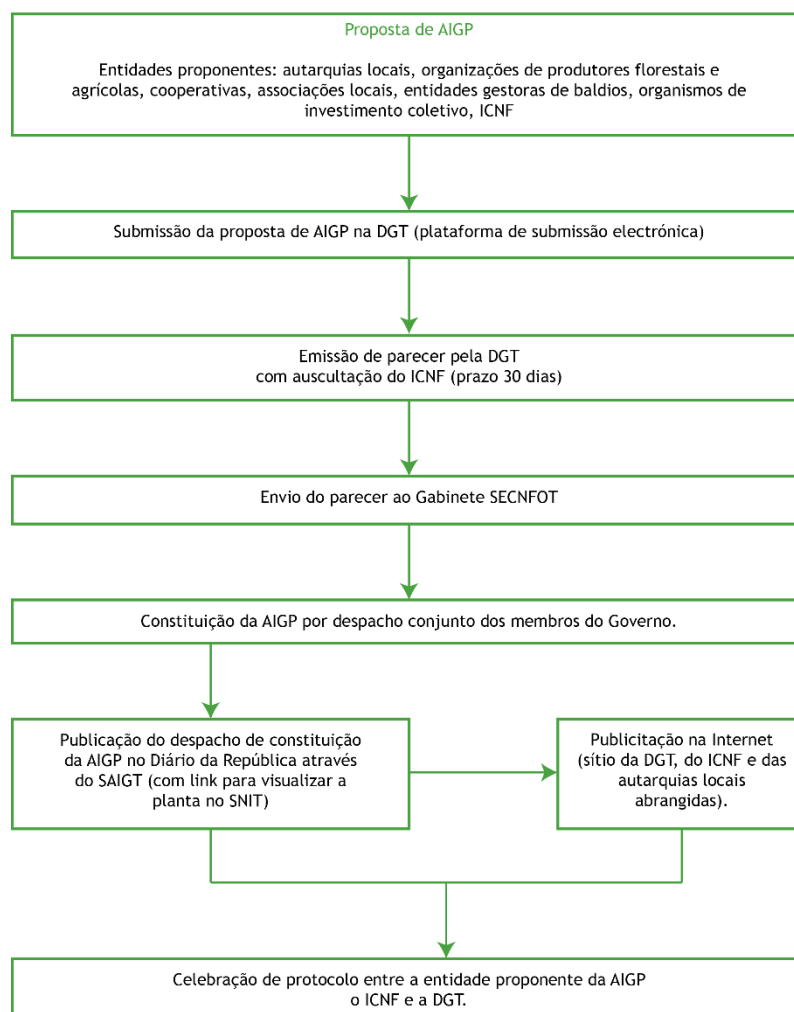 Proposta de AIGP
Entidades proponentes: autarquias locais, organizações de produtores florestais e
agrícolas, cooperativas, associações locais, entidades gestoras de baldios, organismos de
investimento coletivo, ICNF
Submissão da proposta de AIGP na DGT (plataforma de submissão electrónica)
Emissão de parecer pela DGT
com auscultação do ICNF (prazo 30 dias)
Envio do parecer ao Gabinete SECNFOT
Constituição da AIGP por despacho conjunto dos membros do Governo.
Publicação do despacho de constituição
da AIGP no Diário da República através
do SAIGT (com link para visualizar a
planta no SNIT)
Publicitação na Internet
(sítio da DGT, do ICNF e das
autarquias locais
abrangidas).
Celebração de protocolo entre a entidade proponente da AIGP
o ICNF e a DGT.